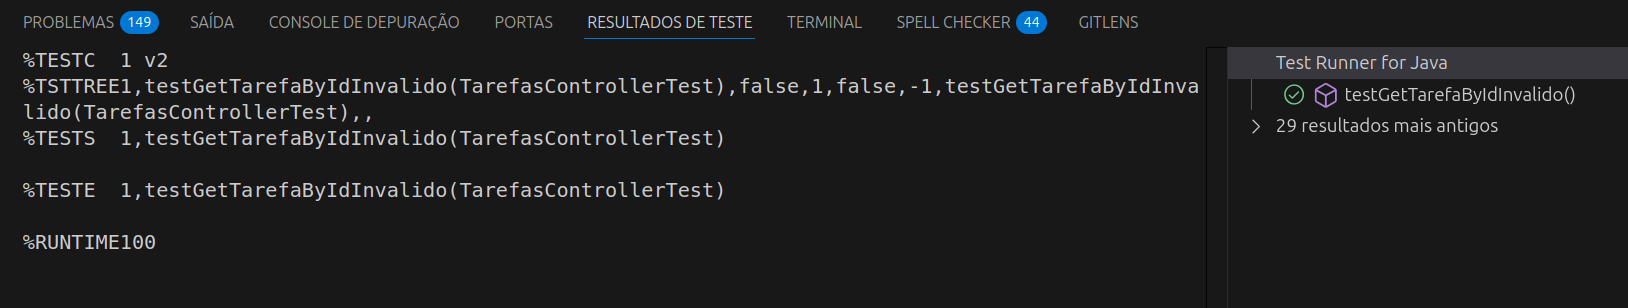 PROBLEMAS 149 SAÍDA CONSOLE DE DEPURAÇÃO PORTAS RESULTADOS DE TESTE TERMINAL SPELL CHECKER 44 GITLENS
%TESTC  1 v2
%TSTTREE1,testGetTarefaByIdInvalido(TarefasControllerTest),false,1,false,-1,testGetTarefaByIdInva
lido(TarefasControllerTest),,
%TESTS  1,testGetTarefaByIdInvalido(TarefasControllerTest)
%TESTE  1,testGetTarefaByIdInvalido(TarefasControllerTest)
%RUNTIME100
Test Runner for Java
testGetTarefaByIdInvalido()
29 resultados mais antigos